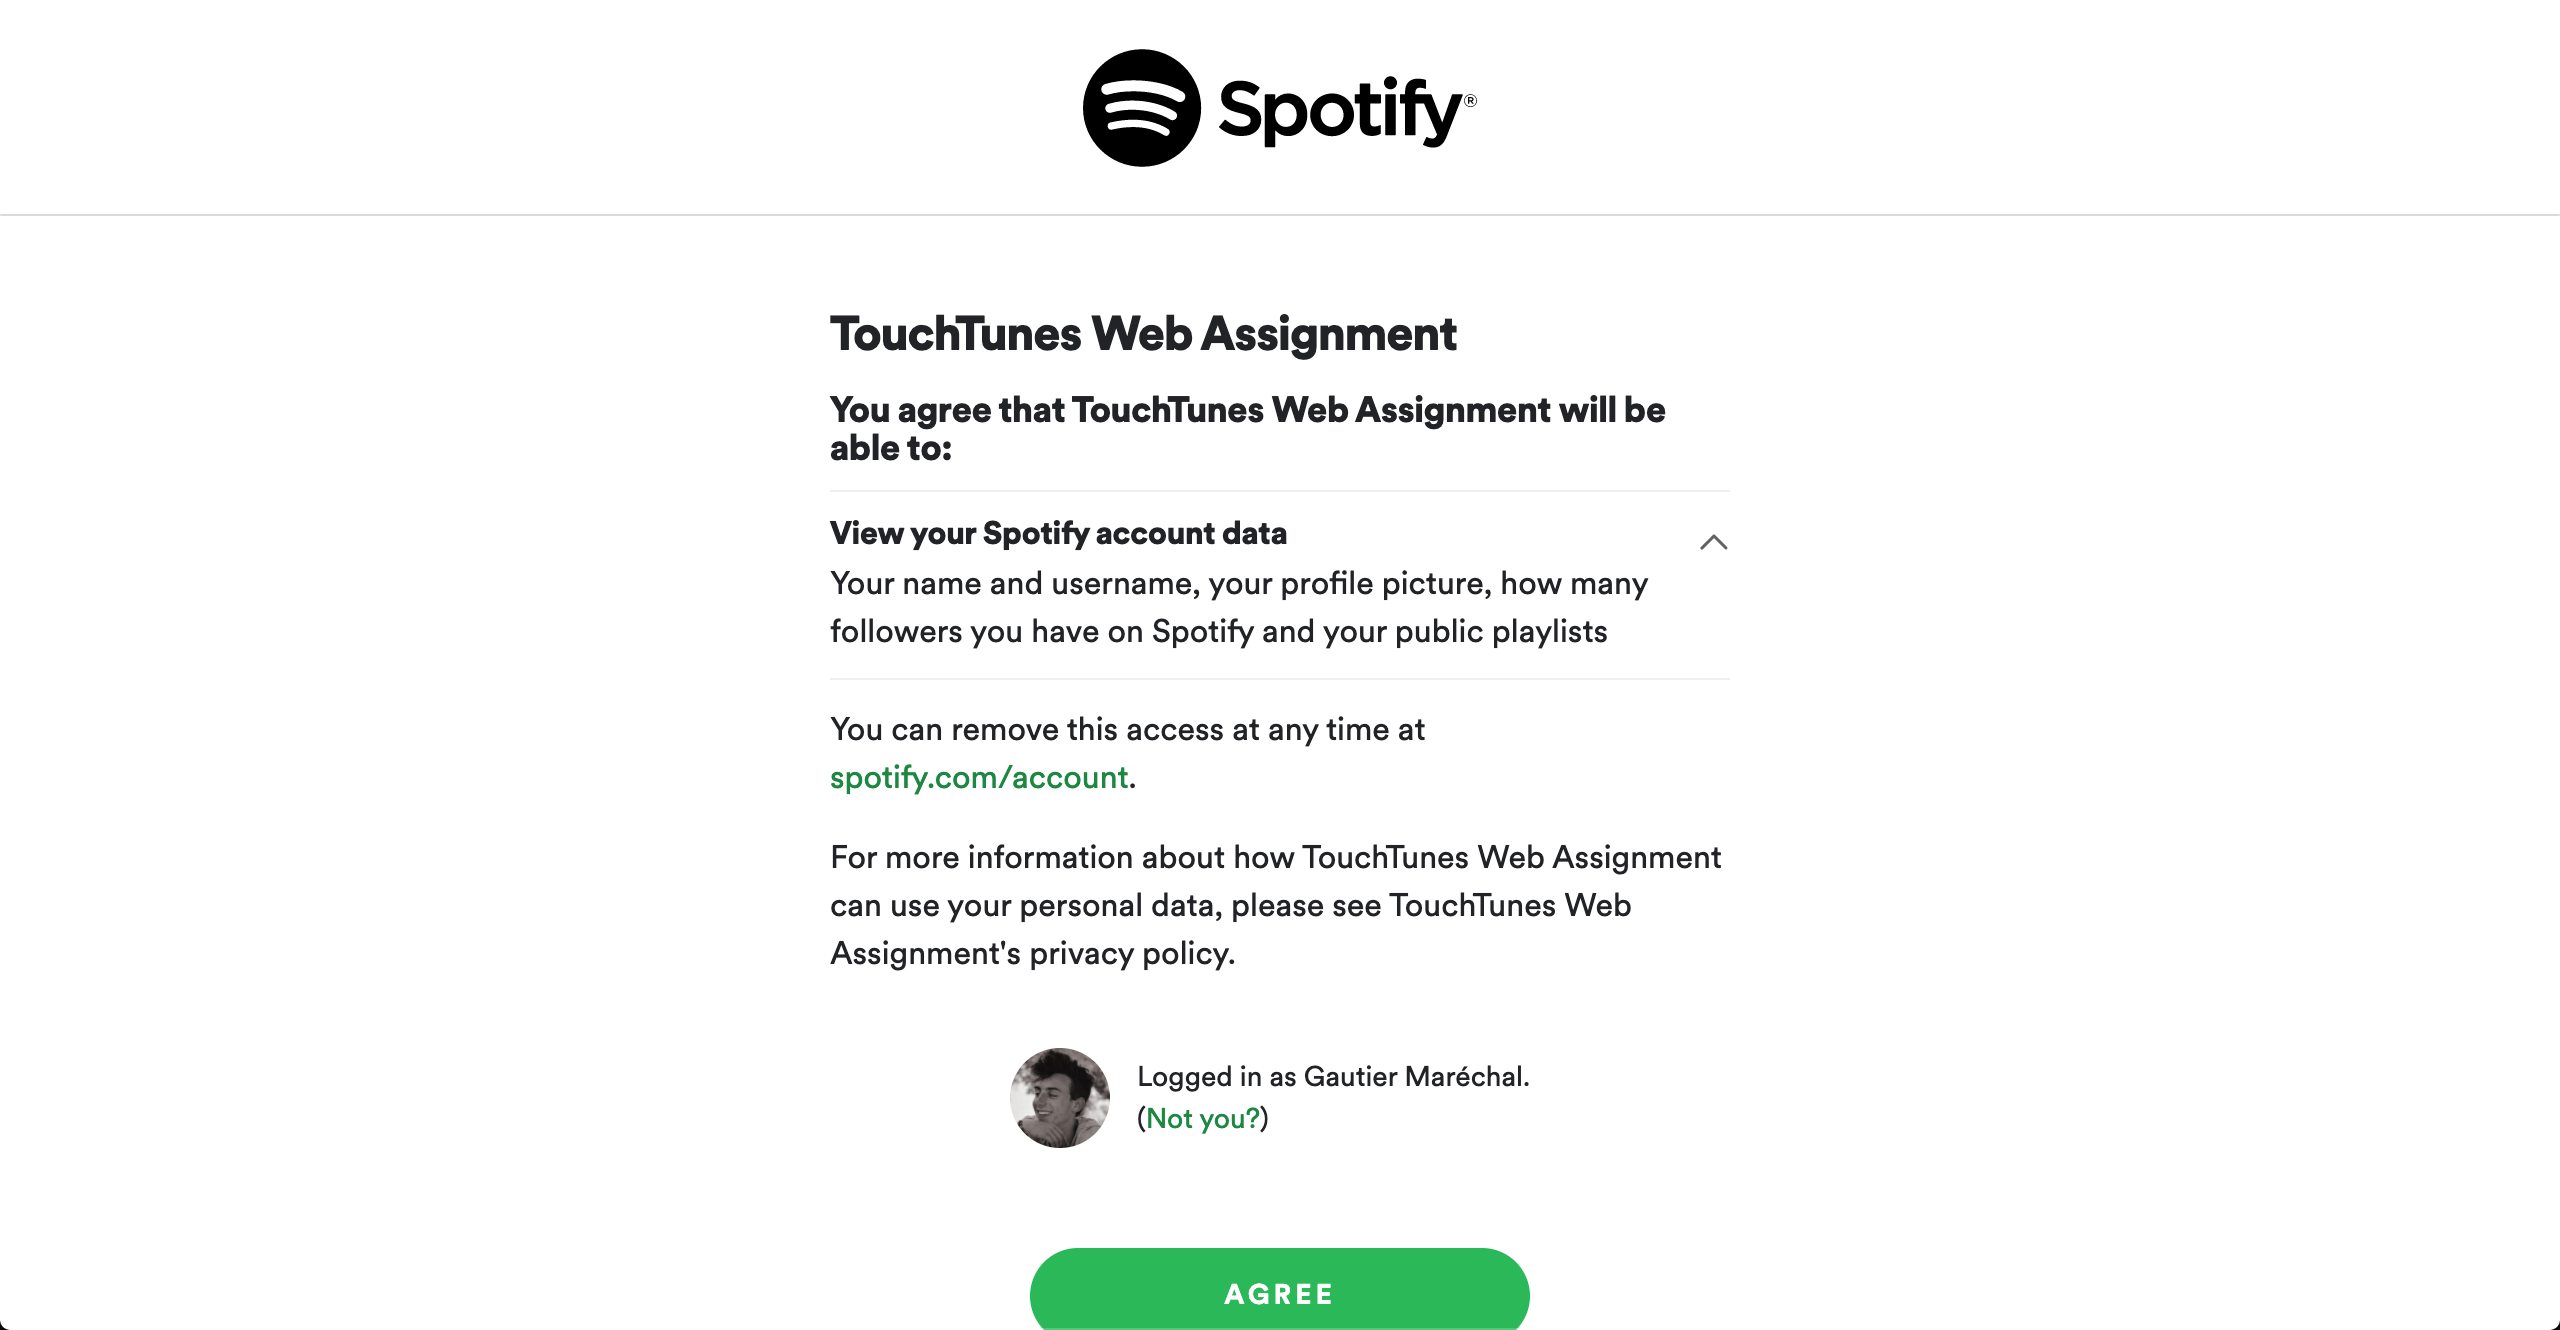 Spotify®
TouchTunes Web Assignment
You agree that TouchTunes Web Assignment will be
able to:
View your Spotify account data
Your name and username, your profile picture, how many
followers you have on Spotify and your public playlists
You can remove this access at any time at
spotify.com/account.
For more information about how TouchTunes Web Assignment
can use your personal data, please see TouchTunes Web
Assignment's privacy policy.
Logged in as Gautier Maréchal.
(Not you?)
AGREE